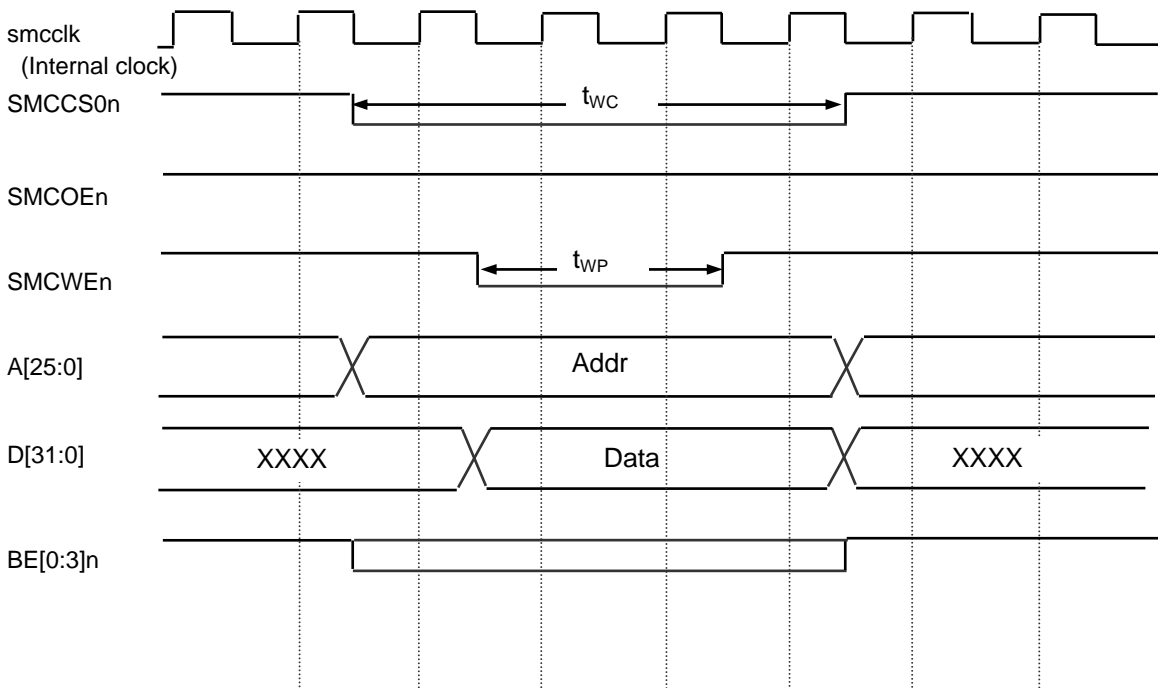 smcclk
(Internal clock)
SMCCS0n
tWC
SMCOEn
SMCWEn
tWP
A[25:0]
Addr
D[31:0]
XXXX
Data
XXXX
BE[0:3]n